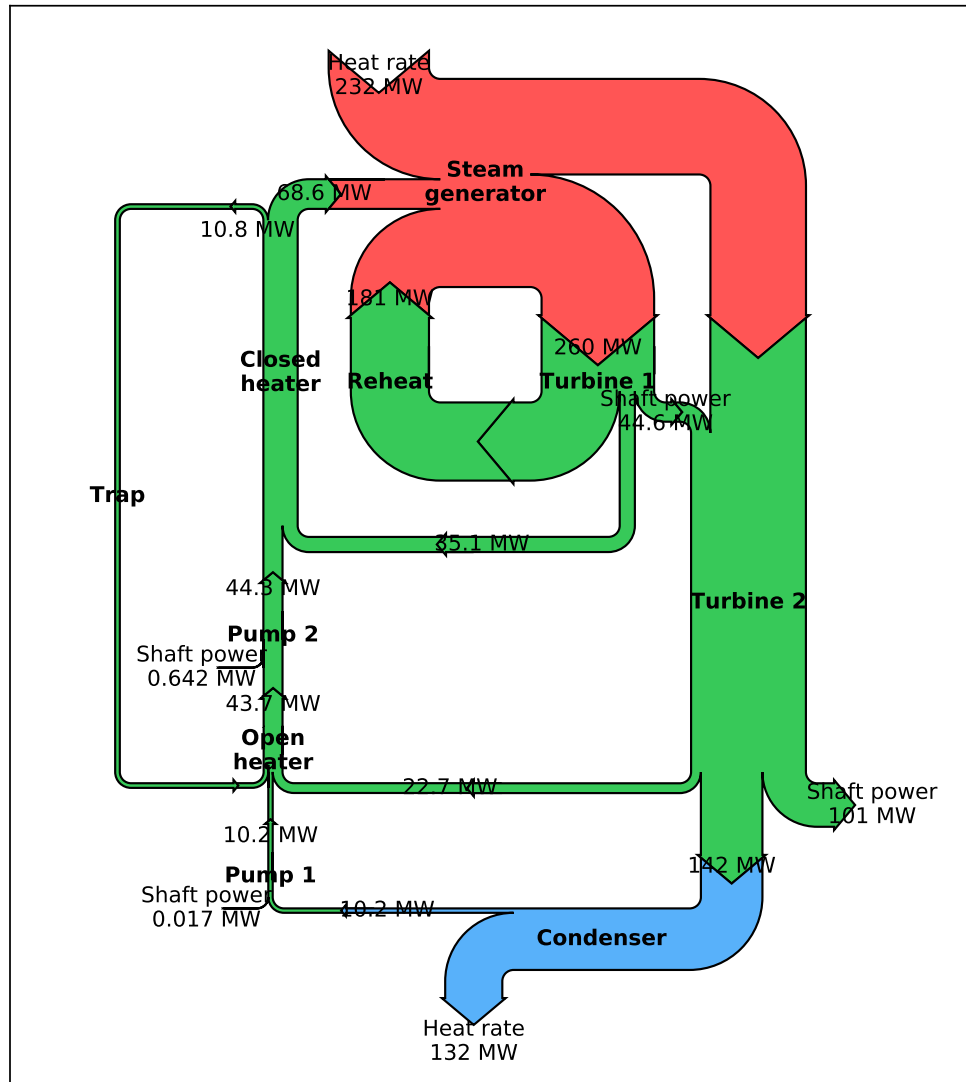 Heat rate
232 MW
Steam
generator
68.6 MW
10.8 MW
181 MW
260 MW
Closed
heater
Reheat
Turbine 1
Shaft power
44.6 MW
Trap
35.1 MW
44.3 MW
Turbine 2
Pump 2
Shaft power
0.642 MW
43.7 MW
Open
heater
22.7 MW
Shaft power
101 MW
10.2 MW
142 MW
Pump 1
Shaft power
0.017 MW
10.2 MW
Condenser
Heat rate
132 MW